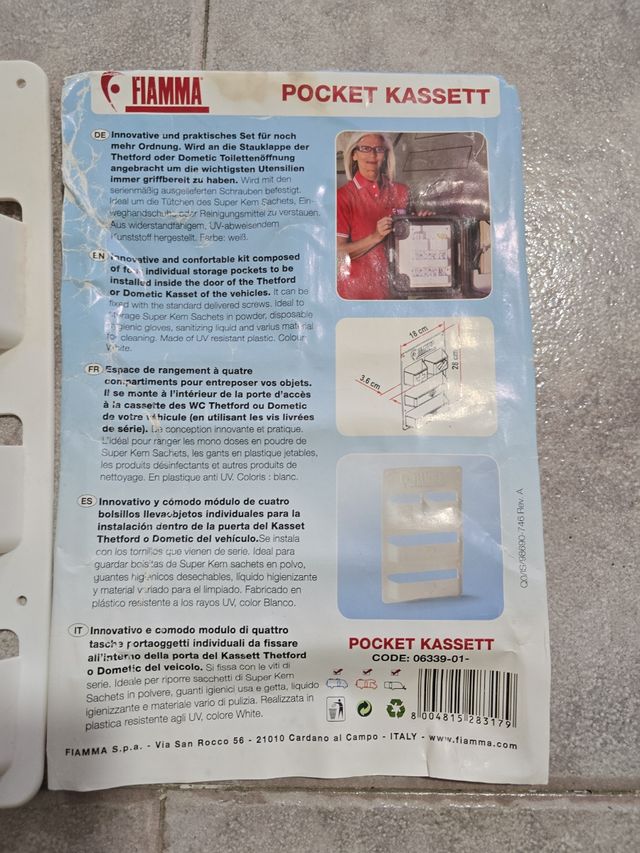 FIAMMA
POCKET KASSETT
DE Innovative und praktisches Set für noch
mehr Ordnung. Wird an die Stauklappe der
Thetford oder Dometic Toilettenöffnung
angebracht um die wichtigsten Utensilien
immer griffbereit zu haben. Wird mit den
serienmäßig ausgelieferten Schrauben befestigt.
Ideal um die Tütchen des Super Kem Sachets, Ein-
weghandschuhe oder Reinigungsmittel zu verstauen.
Aus widerstandfähigem, UV-abweisendem
Kunststoff hergestellt. Farbe: weiß.
EN Innovative and confortable kit composed
of four individual storage pockets to be
installed inside the door of the Thetford
or Dometic Kasset of the vehicles. It can be
fixed with the standard delivered screws. Ideal to
storage Super Kem Sachets in powder, disposable
hygienic gloves, sanitizing liquid and varius material
for cleaning. Made of UV resistant plastic. Colour:
White.
FR Espace de rangement à quatre
compartiments pour entreposer vos objets.
Il se monte à l'intérieur de la porte d'accès
à la cassette des WC Thetford ou Dometic
de votre véhicule (en utilisant les vis livrées
de série). De conception innovante et pratique.
L'idéal pour ranger les mono doses en poudre de
Super Kem Sachets, les gants en plastique jetables,
les produits désinfectants et autres produits de
nettoyage. En plastique anti UV. Coloris : blanc.
ES Innovativo y cómodo módulo de cuatro
bolsillos llevaobjetos individuales para la
instalación dentro de la puerta del Kasset
Thetford o Dometic del vehículo. Se instala
con los tornillos que vienen de serie. Ideal para
guardar bolsitas de Super Kem sachets en polvo,
guantes higiénicos desechables, líquido higienizante
y material variado para el limpiado. Fabricado en
plástico resistente a los rayos UV, color Blanco.
IT Innovativo e comodo modulo di quattro
tasche portaoggetti individuali da fissare
all'interno della porta del Kassett Thetford
o Dometic del veicolo. Si fissa con le viti di
serie. Ideale per riporre sacchetti di Super Kem
Sachets in polvere, guanti igienici usa e getta, liquido
igienizzante e materiale vario di pulizia. Realizzata in
plastica resistente agli UV, colore White.
16 cm
28 cm
3.6 cm
QG/IS/98690-746 Rev. A
POCKET KASSETT
CODE: 06339-01-
8 004815 283179
FIAMMA S.p.a. - Via San Rocco 56 - 21010 Cardano al Campo - ITALY - www.fiamma.com